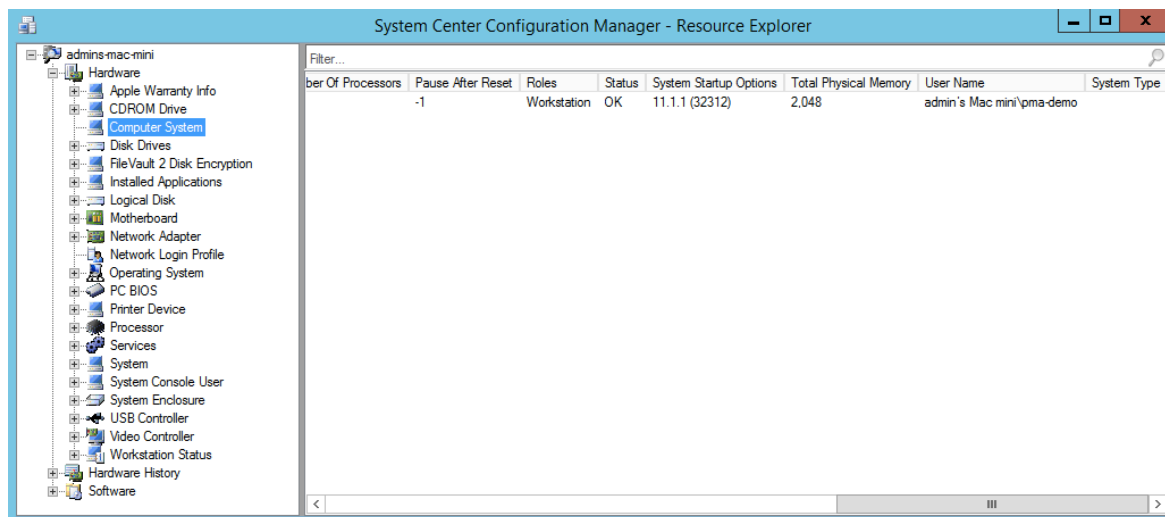 System Center Configuration Manager - Resource Explorer
x
admins-mac-mini
Hardware
Apple Warranty Info
CDROM Drive
Computer System
Disk Drives
FileVault 2 Disk Encryption
Installed Applications
Logical Disk
Motherboard
Network Adapter
Network Login Profile
Operating System
PC BIOS
Printer Device
Processor
Services
System
System Console User
System Enclosure
USB Controller
Video Controller
Workstation Status
Hardware History
Software
Filter...
ber Of Processors Pause After Reset Roles Status System Startup Options Total Physical Memory User Name System Type
-1 Workstation OK 11.1.1 (32312) 2,048 admin's Mac mini\pma-demo